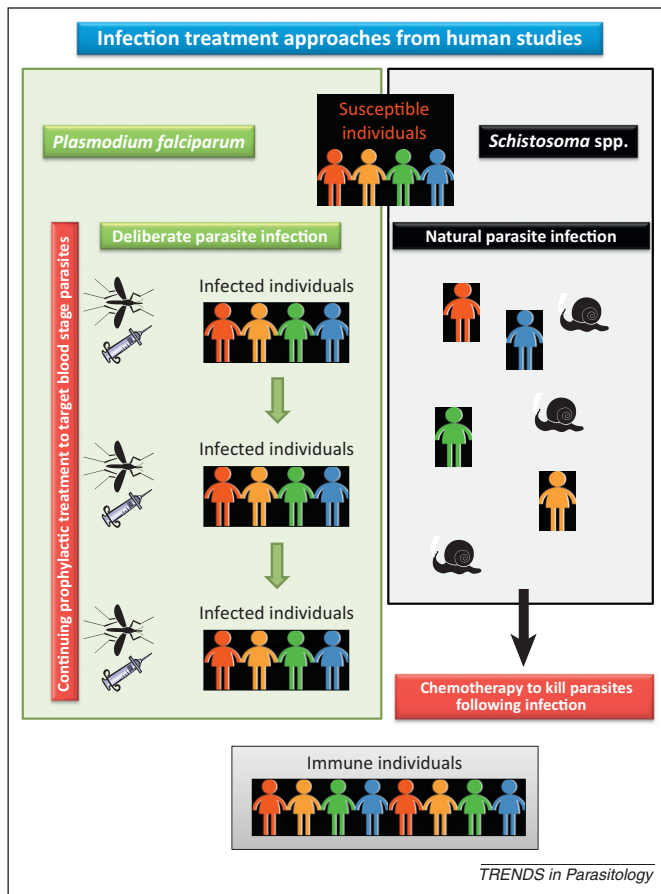 Infection treatment approaches from human studies
Susceptible
individuals
Plasmodium falciparum
Schistosoma spp.
Continuing prophylactic treatment to target blood stage parasites
Deliberate parasite infection
Infected individuals
Infected individuals
Infected individuals
Natural parasite infection
Chemotherapy to kill parasites
following infection
Immune individuals
TRENDS in Parasitology